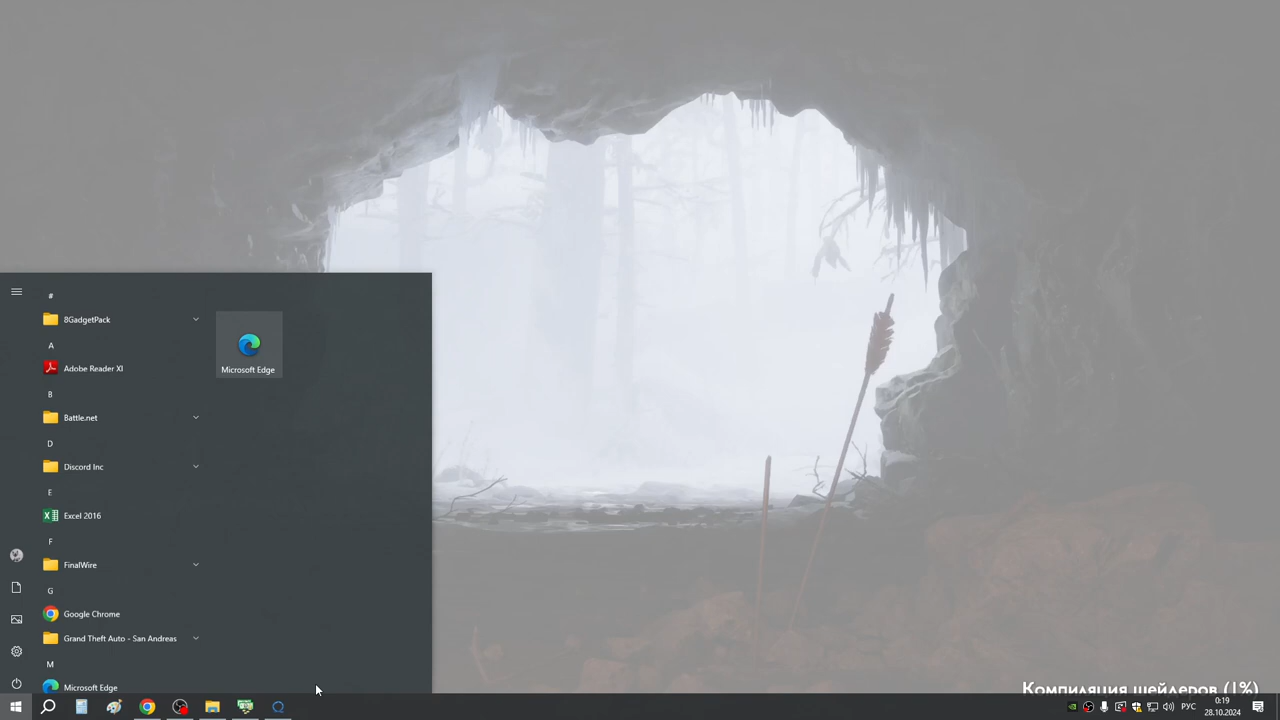 #
8GadgetPack
A
Adobe Reader XI
B
Battle.net
D
Discord Inc
E
Excel 2016
F
FinalWire
G
Google Chrome
Grand Theft Auto - San Andreas
M
Microsoft Edge
Microsoft Edge
Компиляция шейдеров (1%)
РУС
0:19
28.10.2024